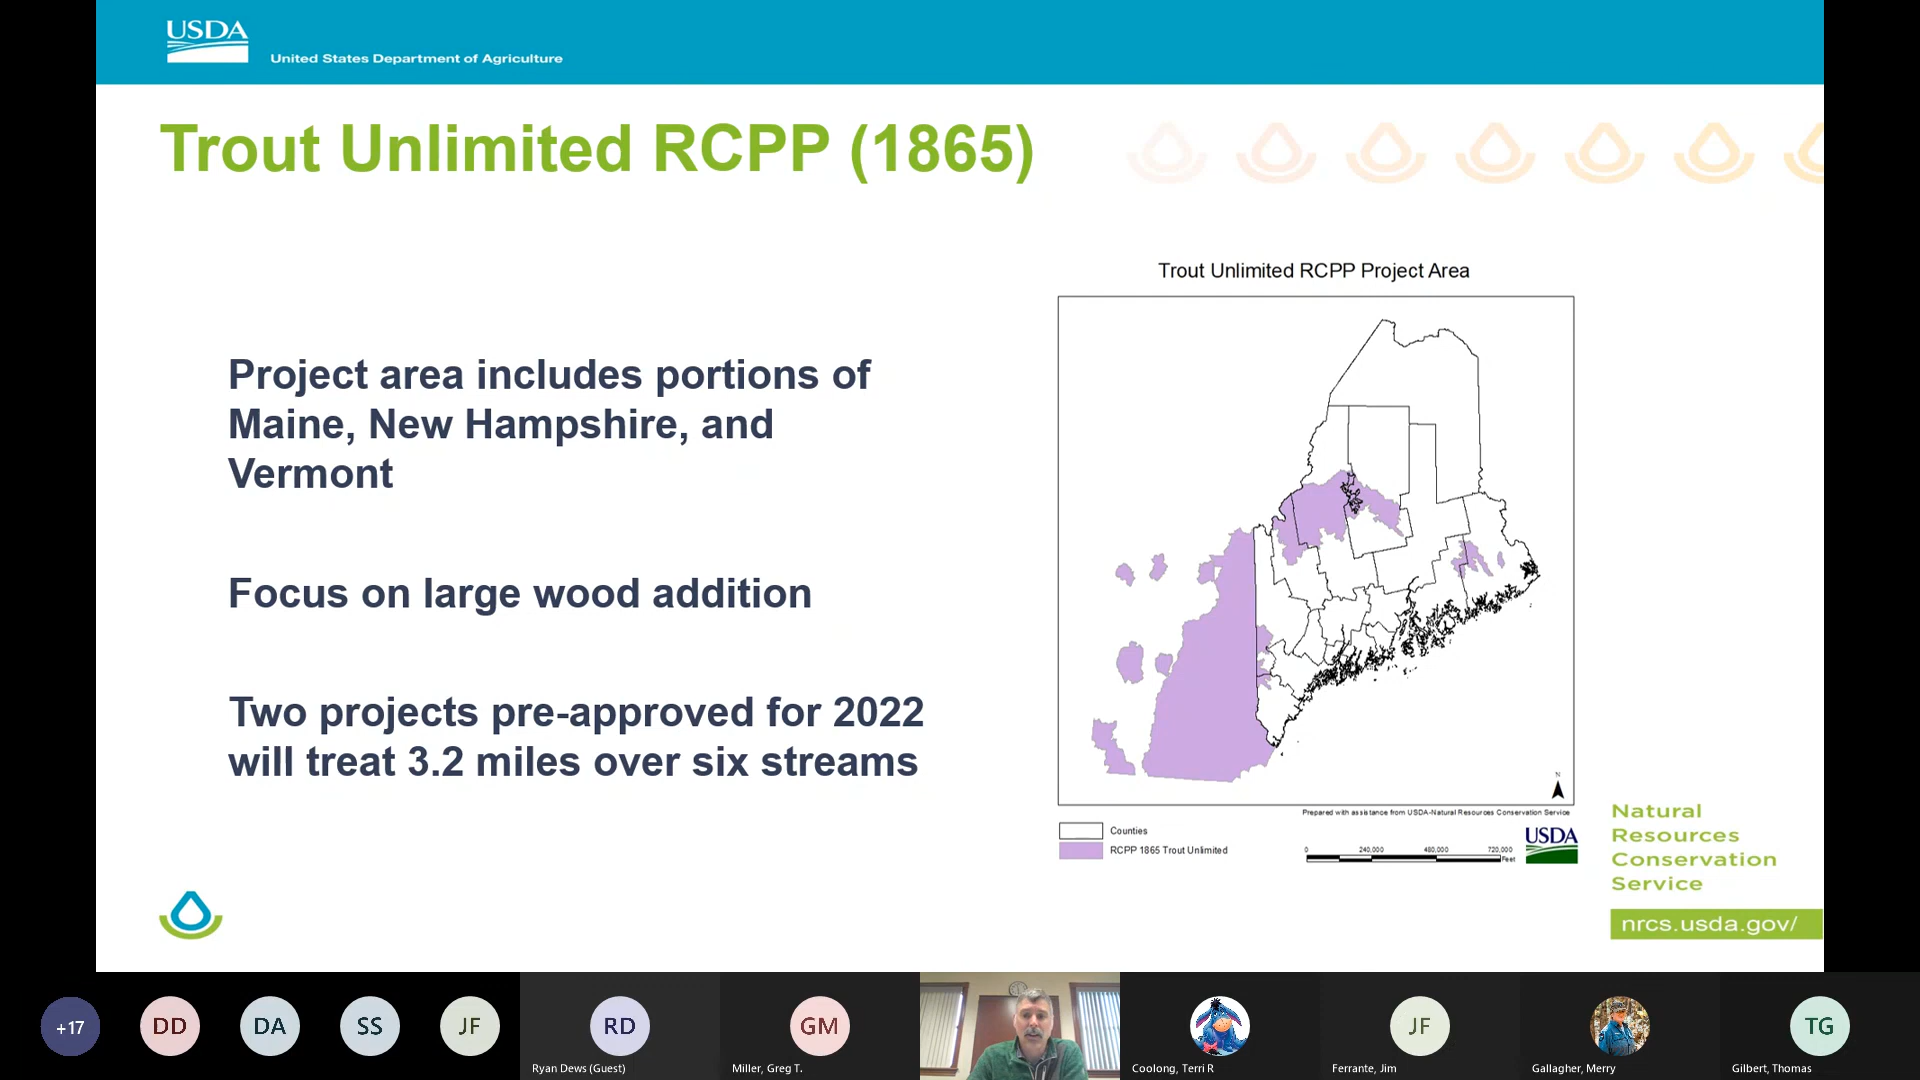 USDA
United States Department of Agriculture
Trout Unlimited RCPP (1865)
Project area includes portions of
Maine, New Hampshire, and
Vermont
Focus on large wood addition
Two projects pre-approved for 2022
will treat 3.2 miles over six streams
Trout Unlimited RCPP Project Area
N
Prepared with assistance from USDA-Natural Resources Conservation Service
Counties
RCPP 1865 Trout Unlimited
0 240,000 480,000 720,000
Feet
USDA
Natural
Resources
Conservation
Service
nrcs.usda.gov/
+17
DD
DA
SS
JF
RD
Ryan Dews (Guest)
GM
Miller, Greg T.
Coolong, Terri R
JF
Ferrante, Jim
Gallagher, Merry
TG
Gilbert, Thomas